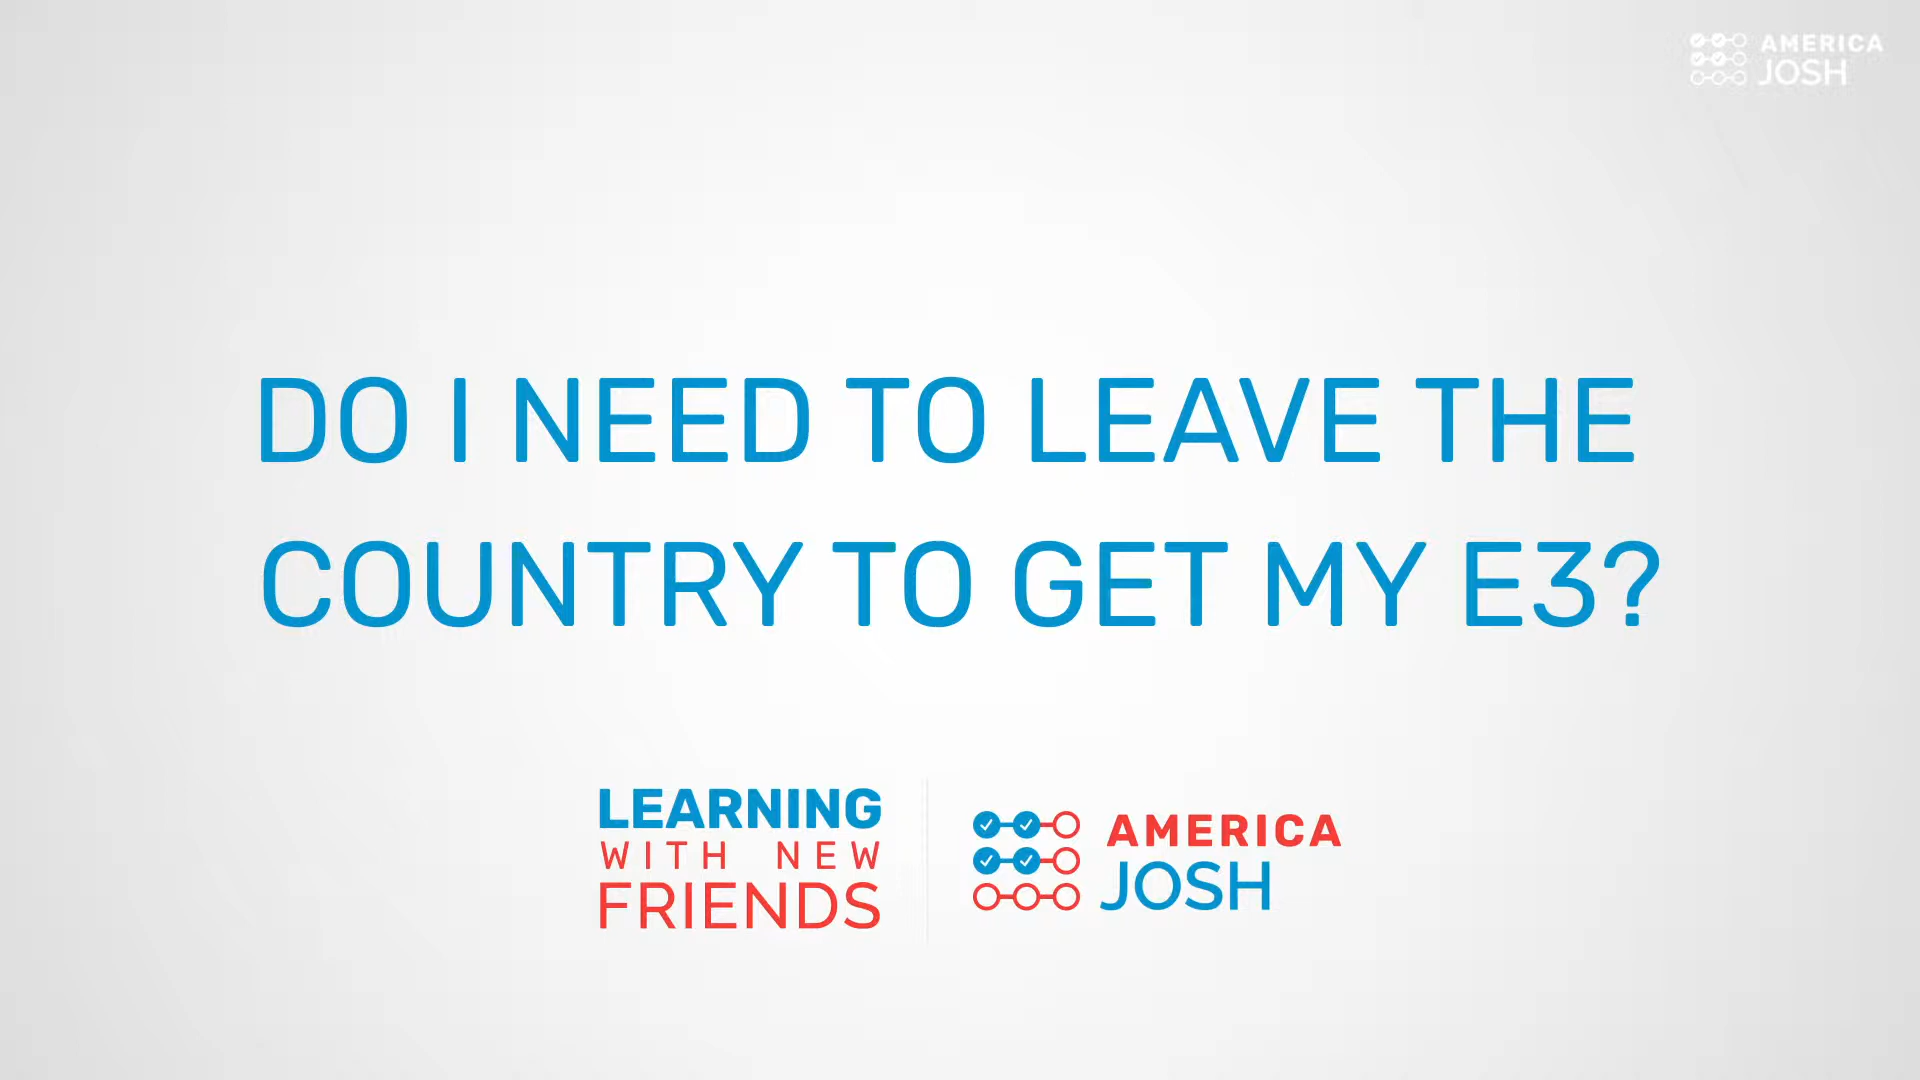 AMERICA
JOSH
DO I NEED TO LEAVE THE
COUNTRY TO GET MY E3?
LEARNING
WITH NEW
FRIENDS
AMERICA
JOSH